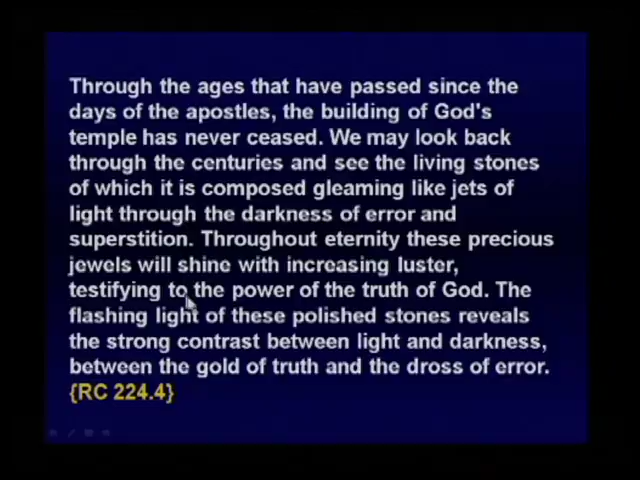 Through the ages that have passed since the
days of the apostles, the building of God's
temple has never ceased. We may look back
through the centuries and see the living stones
of which it is composed gleaming like jets of
light through the darkness of error and
superstition. Throughout eternity these precious
jewels will shine with increasing luster,
testifying to the power of the truth of God. The
flashing light of these polished stones reveals
the strong contrast between light and darkness,
between the gold of truth and the dross of error.
{RC 224.4}